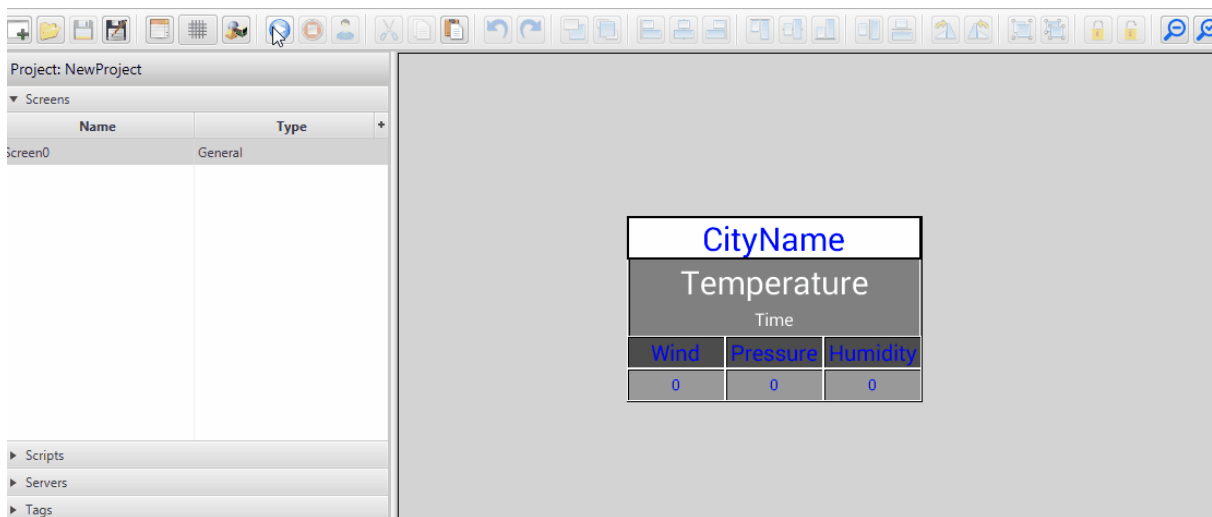 Project: NewProject
Screens
Name Type +
Screen0 General
CityName
Temperature
Time
Wind Pressure Humidity
0 0 0
Scripts
Servers
Tags